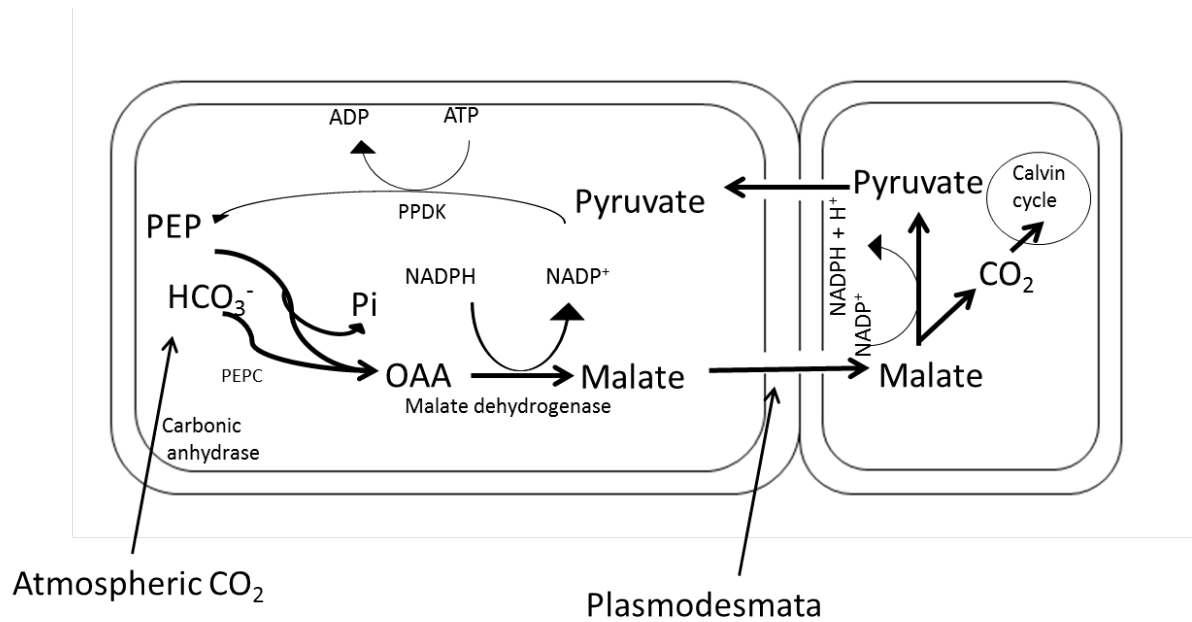 ADP
ATP
PPDK
Pyruvate
PEP
HCO₃⁻
Pi
NADPH
NADP⁺
PEPC
OAA
Malate
Malate dehydrogenase
Carbonic
anhydrase
Pyruvate
Calvin
cycle
CO₂
NADPH + H⁺
NADP⁺
Malate
Atmospheric CO₂
Plasmodesmata